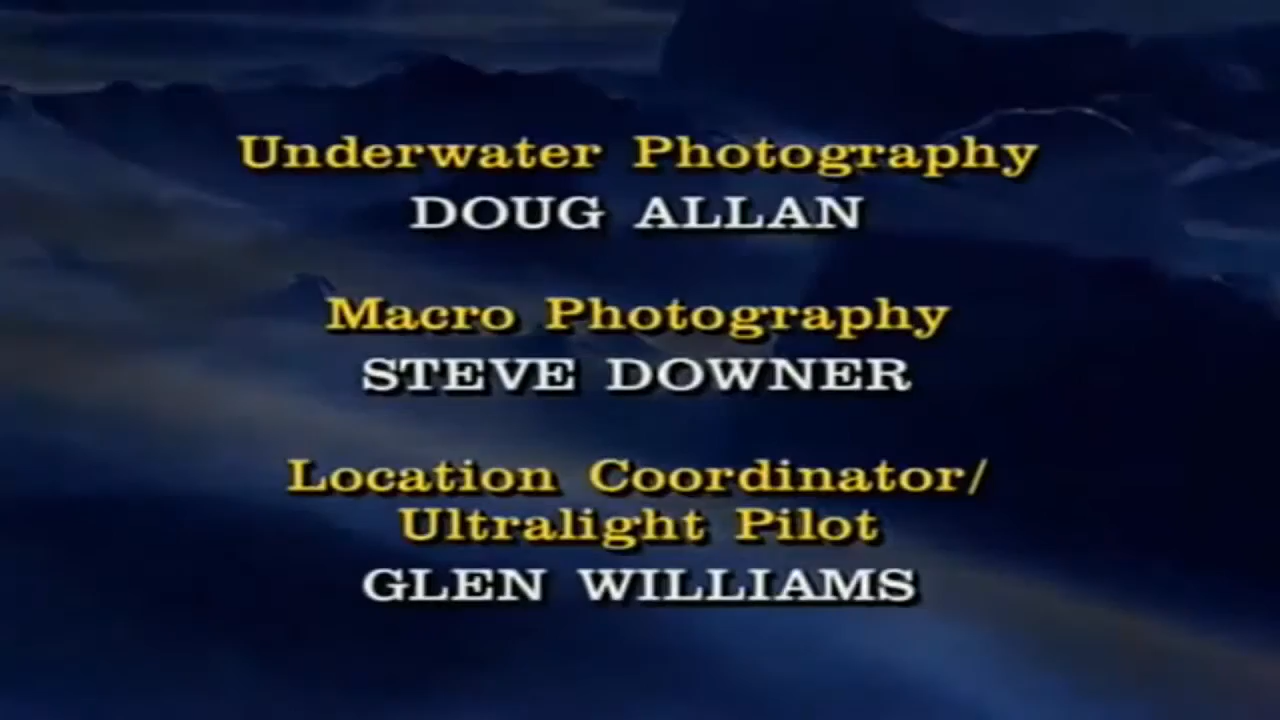 Underwater Photography
DOUG ALLAN
Macro Photography
STEVE DOWNER
Location Coordinator/
Ultralight Pilot
GLEN WILLIAMS